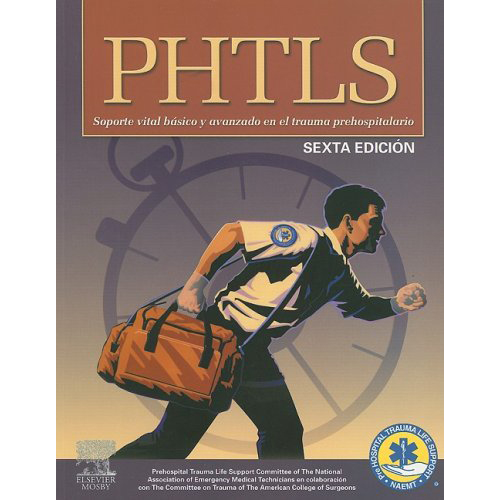 PHTLS
Soporte vital básico y avanzado en el trauma prehospitalario
SEXTA EDICIÓN
PRE HOSPITAL TRAUMA LIFE SUPPORT
NAEMT
®
ELSEVIER
MOSBY
Prehospital Trauma Life Support Committee of The National
Association of Emergency Medical Technicians en colaboración
con The Committee on Trauma of The American College of Surgeons